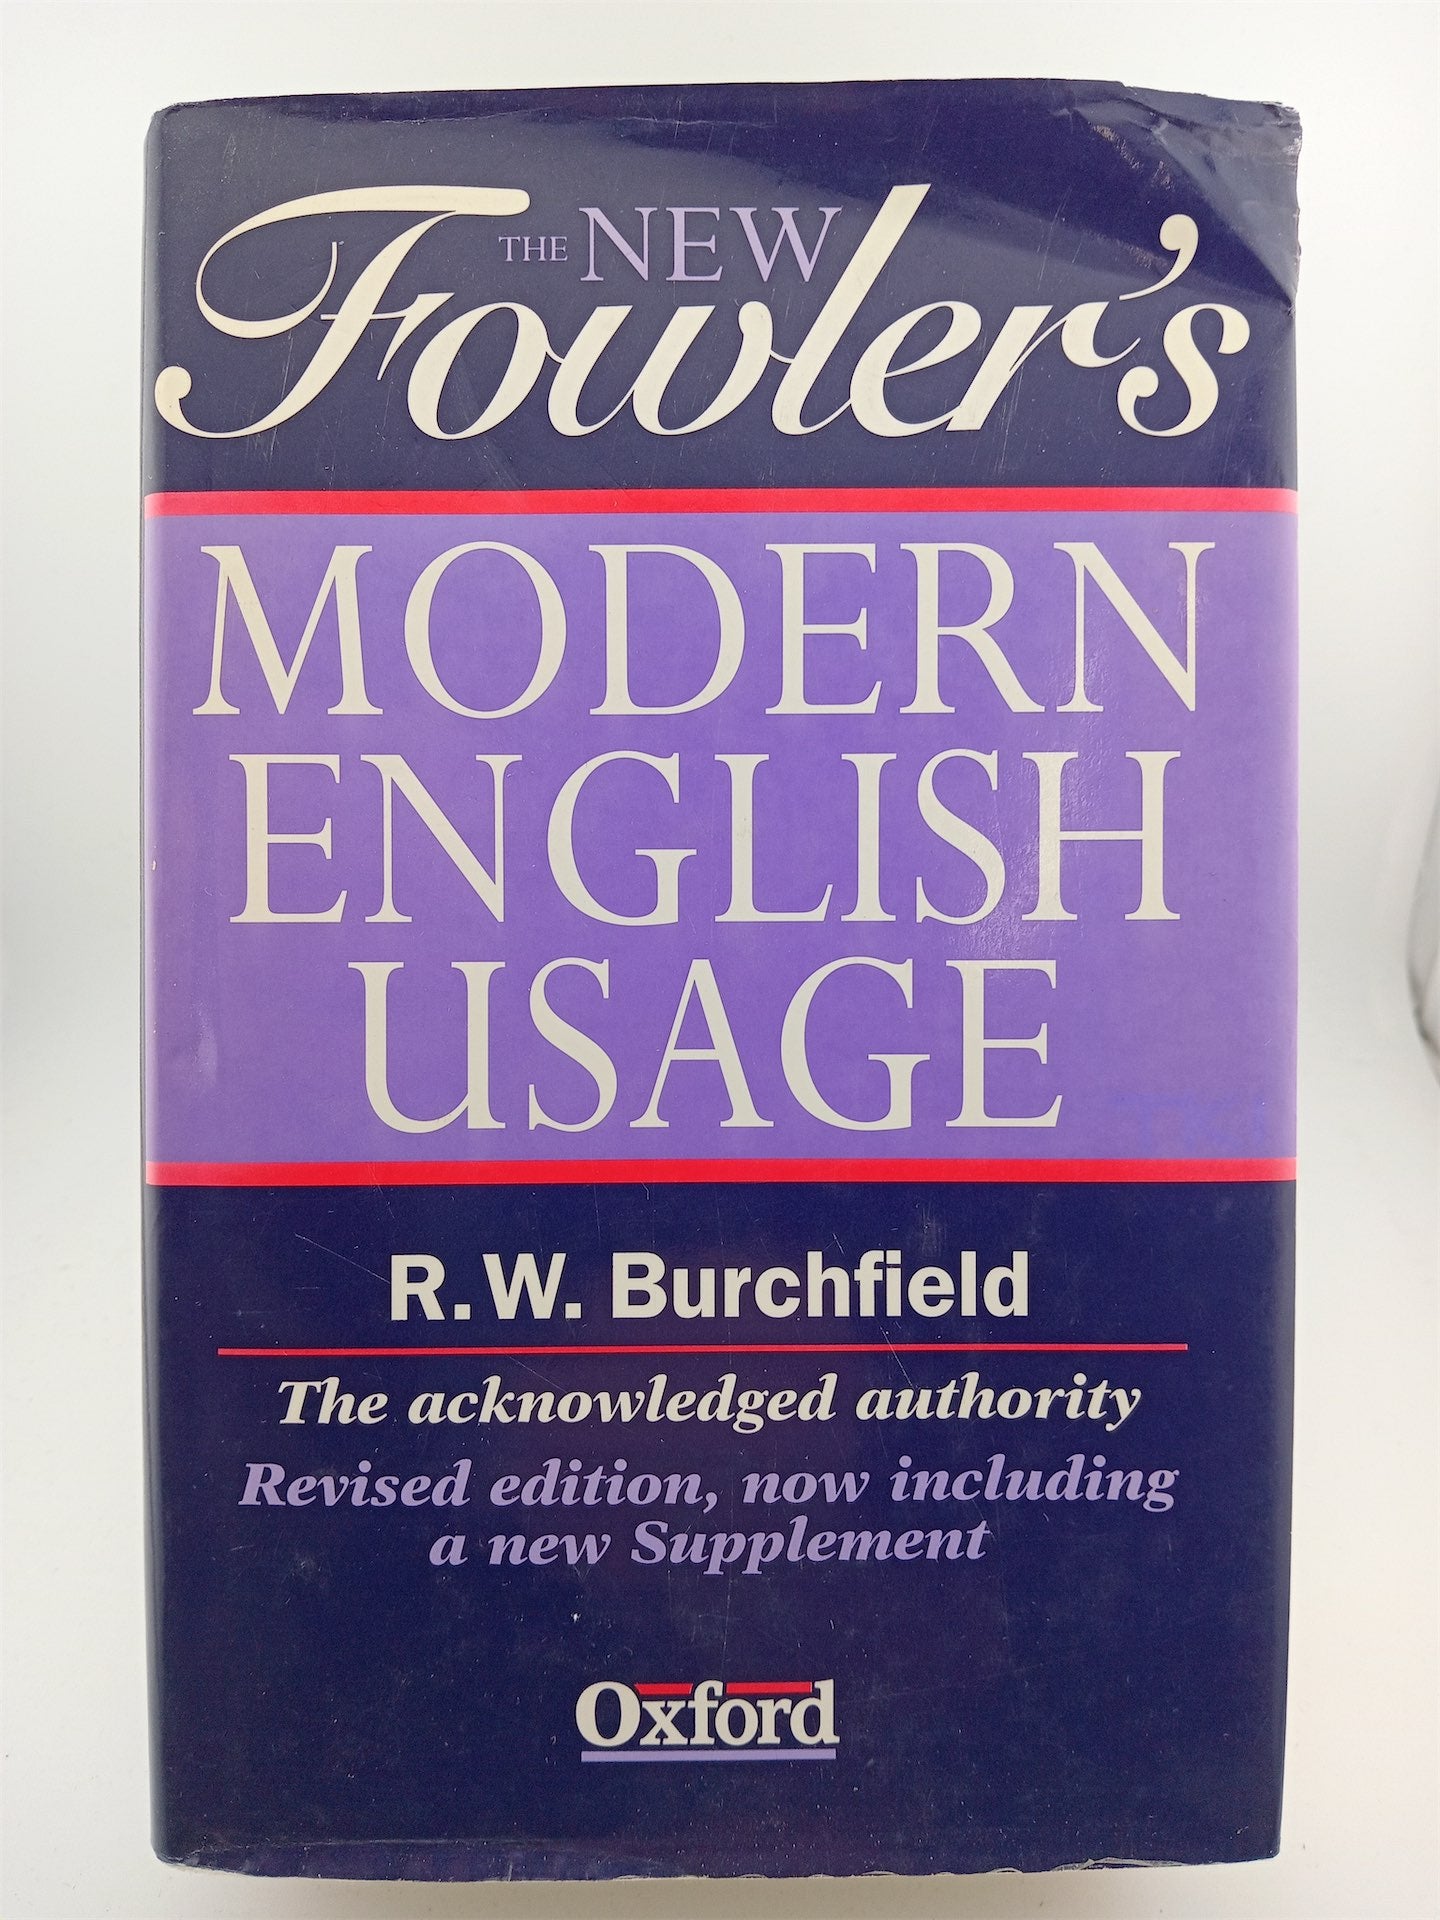 THE NEW
Fowler's
MODERN
ENGLISH
USAGE
R. W. Burchfield
The acknowledged authority
Revised edition, now including
a new Supplement
Oxford